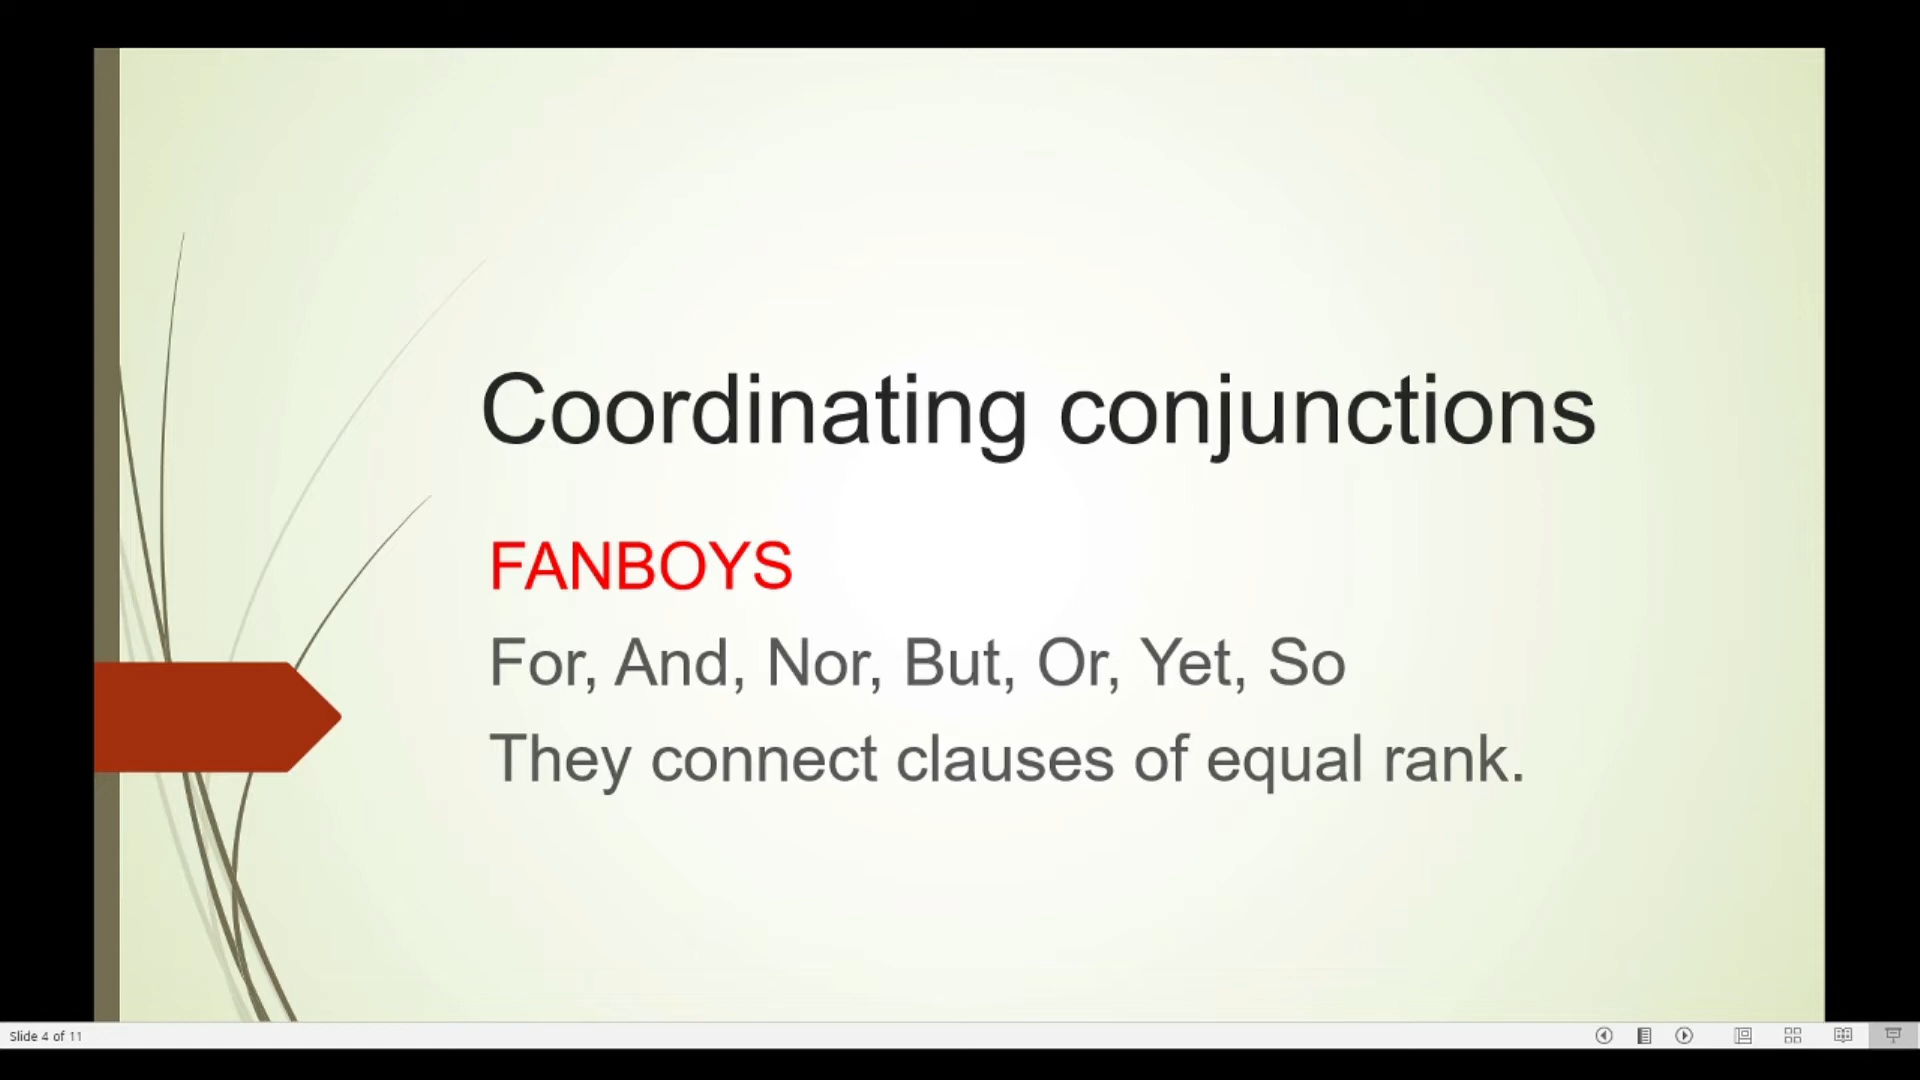 Coordinating conjunctions
FANBOYS
For, And, Nor, But, Or, Yet, So
They connect clauses of equal rank.
Slide 4 of 11